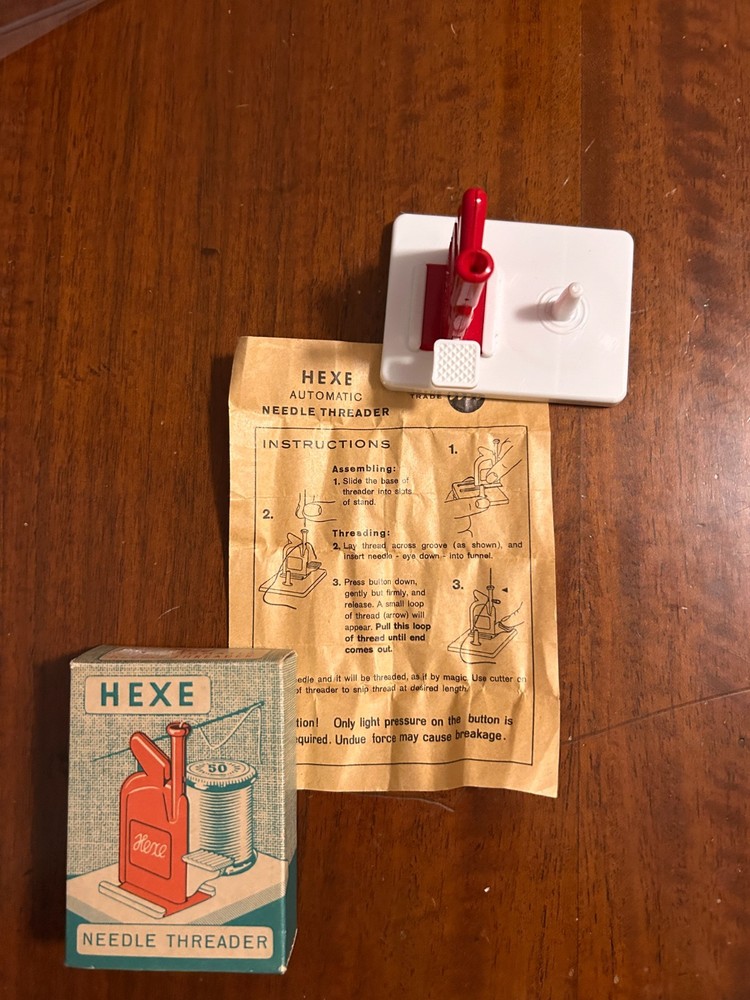 HEXE
AUTOMATIC
NEEDLE THREADER
TRADE
INSTRUCTIONS
1.
Assembling:
1. Slide the base of
threader into slots
of stand.
2.
Threading:
2. Lay thread across groove (as shown), and
insert needle - eye down - into funnel.
3. Press button down,
gently but firmly, and
release. A small loop
of thread (arrow) will
appear. Pull this loop
of thread until end
comes out.
3.
edle and it will be threaded, as if by magic. Use cutter on
of threader to snip thread at desired length.
tion! Only light pressure on the button is
equired. Undue force may cause breakage.
HEXE
50
Hexe
NEEDLE THREADER